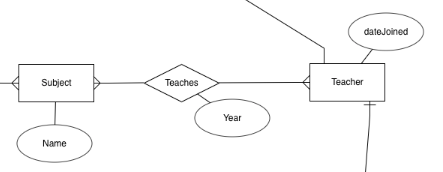 dateJoined
Subject
Teaches
Teacher
Year
Name